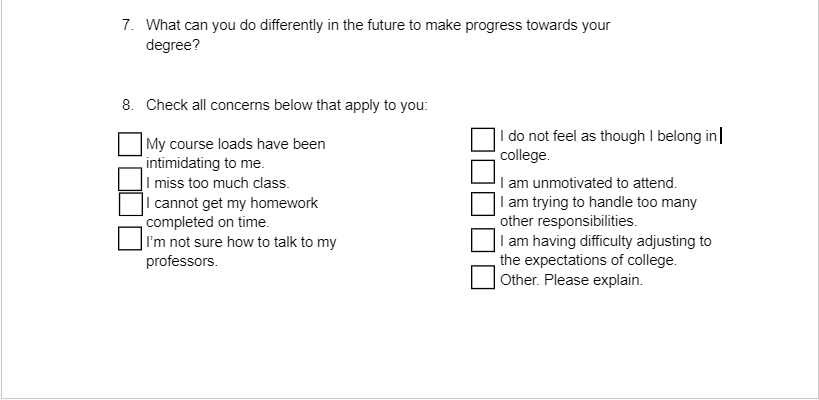 7. What can you do differently in the future to make progress towards your
degree?
8. Check all concerns below that apply to you:
My course loads have been
intimidating to me.
I miss too much class.
I cannot get my homework
completed on time.
I'm not sure how to talk to my
professors.
I do not feel as though I belong in
college.
I am unmotivated to attend.
I am trying to handle too many
other responsibilities.
I am having difficulty adjusting to
the expectations of college.
Other. Please explain.